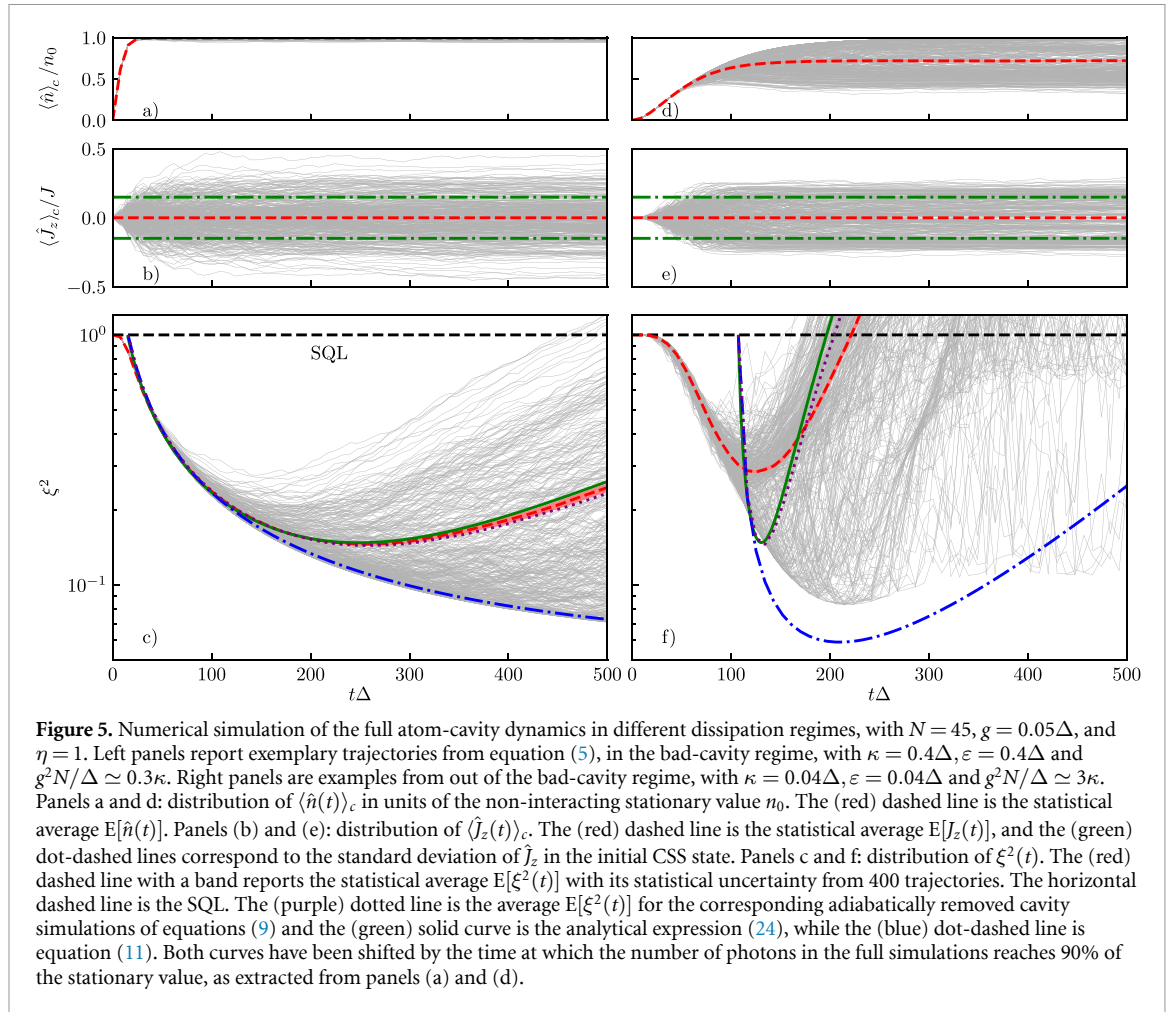 1.0
0.5
0.0
⟨n̂⟩c/n0
a)
d)
0.5
0.0
−0.5
⟨Ĵz⟩c/J
b)
e)
10^0
10^−1
ξ^2
SQL
c)
f)
0 100 200 300 400 500
tΔ
0 100 200 300 400 500
tΔ
Figure 5. Numerical simulation of the full atom-cavity dynamics in different dissipation regimes, with N = 45, g = 0.05Δ, and
η = 1. Left panels report exemplary trajectories from equation (5), in the bad-cavity regime, with κ = 0.4Δ, ε = 0.4Δ and
g²N/Δ ≃ 0.3κ. Right panels are examples from out of the bad-cavity regime, with κ = 0.04Δ, ε = 0.04Δ and g²N/Δ ≃ 3κ.
Panels a and d: distribution of ⟨n̂(t)⟩c in units of the non-interacting stationary value n0. The (red) dashed line is the statistical
average E[n̂(t)]. Panels (b) and (e): distribution of ⟨Ĵz(t)⟩c. The (red) dashed line is the statistical average E[Jz(t)], and the (green)
dot-dashed lines correspond to the standard deviation of Ĵz in the initial CSS state. Panels c and f: distribution of ξ²(t). The (red)
dashed line with a band reports the statistical average E[ξ²(t)] with its statistical uncertainty from 400 trajectories. The horizontal
dashed line is the SQL. The (purple) dotted line is the average E[ξ²(t)] for the corresponding adiabatically removed cavity
simulations of equations (9) and the (green) solid curve is the analytical expression (24), while the (blue) dot-dashed line is
equation (11). Both curves have been shifted by the time at which the number of photons in the full simulations reaches 90% of
the stationary value, as extracted from panels (a) and (d).